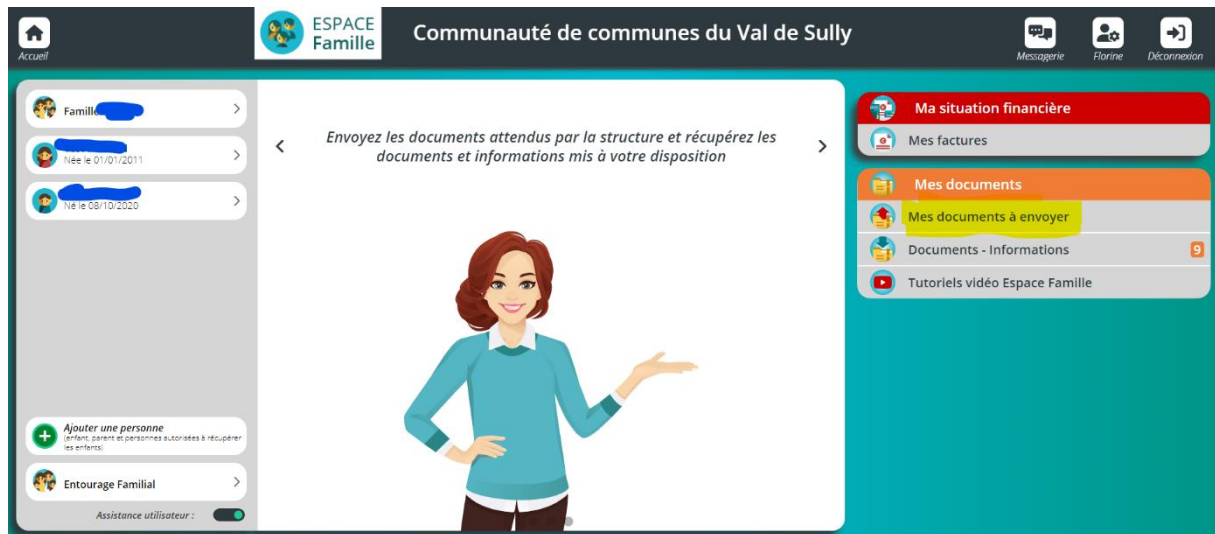 Accueil
ESPACE
Famille
Communauté de communes du Val de Sully
Messagerie
Florine
Déconnexion
Famille
Née le 01/01/2011
Né le 08/10/2020
Ajouter une personne
(enfant, parent et personnes autorisées à récupérer
les enfants)
Entourage Familial
Assistance utilisateur :
Envoyez les documents attendus par la structure et récupérez les
documents et informations mis à votre disposition
Ma situation financière
Mes factures
Mes documents
Mes documents à envoyer
Documents - Informations
9
Tutoriels vidéo Espace Famille